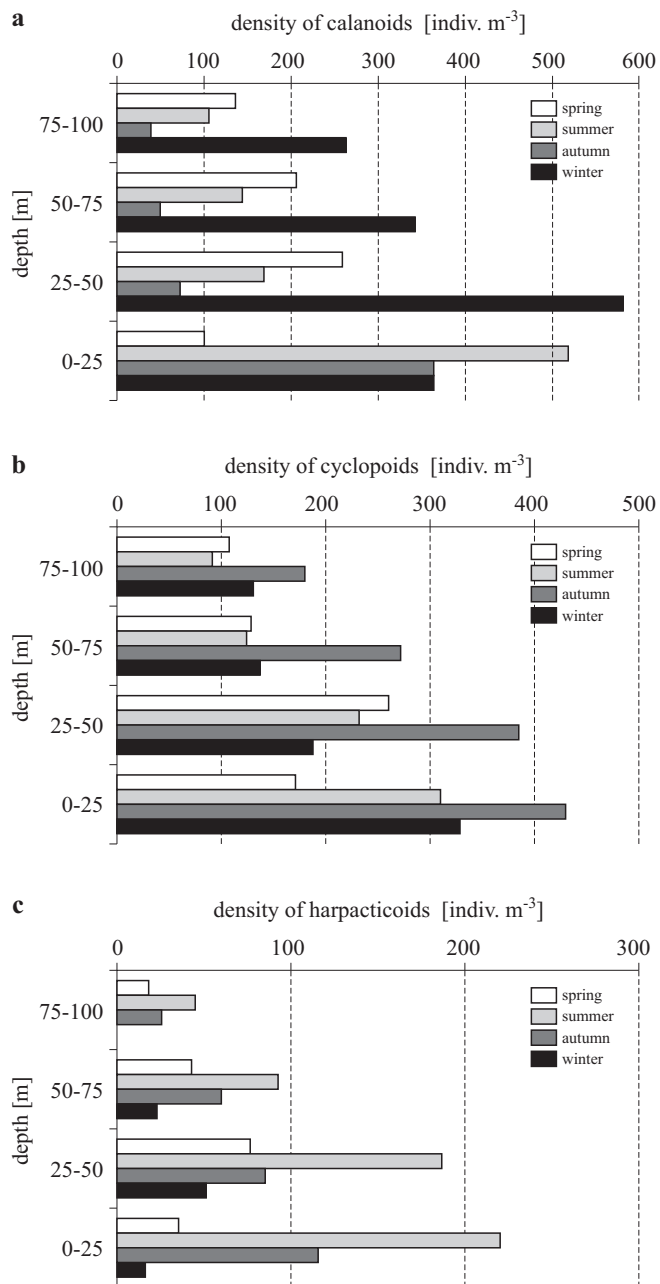 a
density of calanoids [indiv. m-3]
0 100 200 300 400 500 600
depth [m]
75-100
50-75
25-50
0-25
spring
summer
autumn
winter
b
density of cyclopoids [indiv. m-3]
0 100 200 300 400 500
depth [m]
75-100
50-75
25-50
0-25
spring
summer
autumn
winter
c
density of harpacticoids [indiv. m-3]
0 100 200 300
depth [m]
75-100
50-75
25-50
0-25
spring
summer
autumn
winter